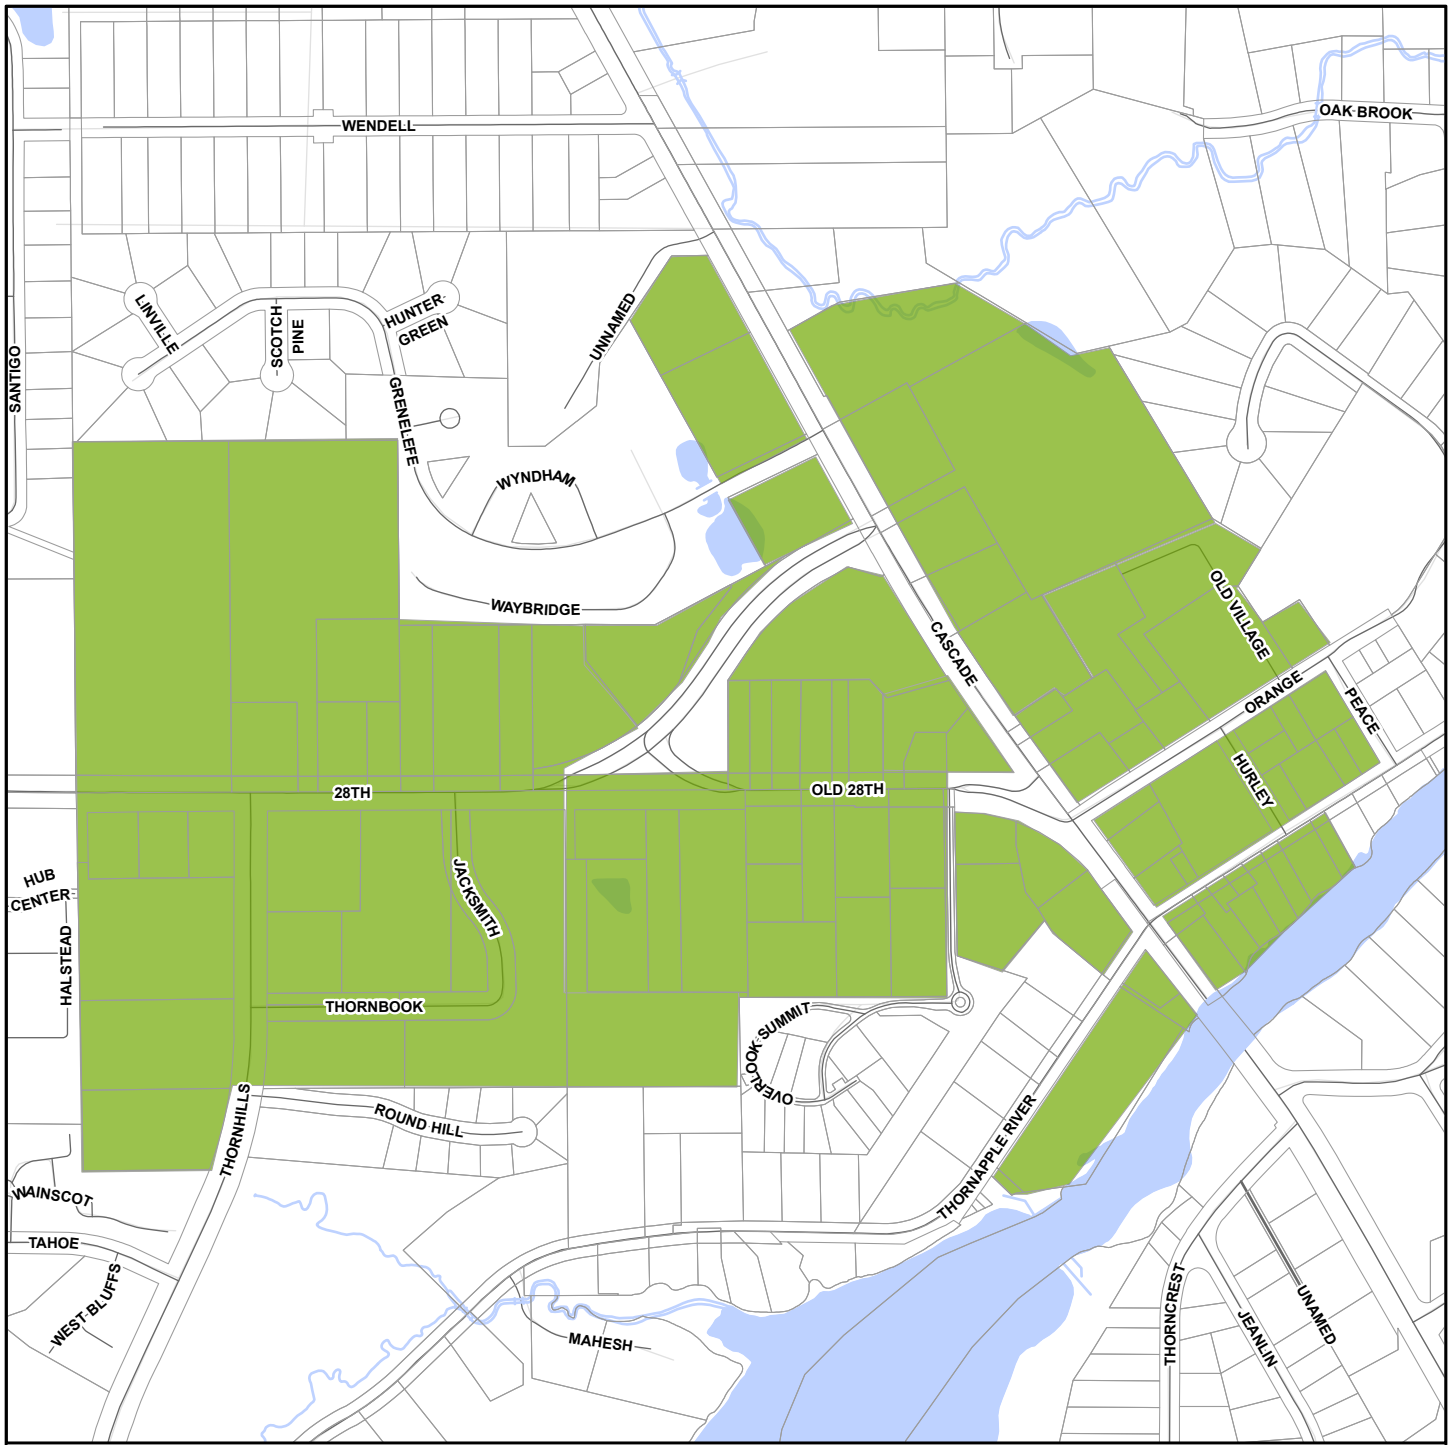 OAK BROOK
WENDELL
LINVILLE
SCOTCH
PINE
HUNTER
GREEN
UNNAMED
SANTIGO
GRENELEFE
WYNDHAM
WAYBRIDGE
OLD VILLAGE
CASCADE
ORANGE
PEACE
HURLEY
28TH
OLD 28TH
HUB
CENTER
JACKSMITH
HALSTEAD
THORNBOOK
OVERLOOK SUMMIT
THORNHILLS
ROUND HILL
THORNAPPLE RIVER
WAINSCOT
TAHOE
WEST BLUFFS
MAHESH
THORNCREST
JEANLIN
UNAMED